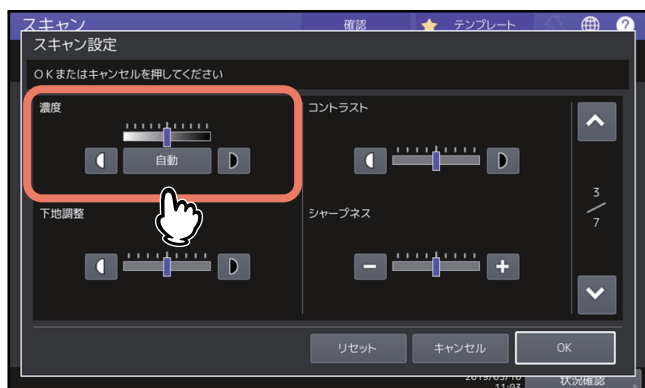 スキャン 確認 テンプレート ?
スキャン設定
OKまたはキャンセルを押してください
濃度
自動
コントラスト
下地調整
シャープネス
3/7
リセット キャンセル OK
11:03 状況確認